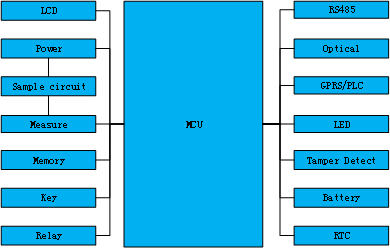 LCD
Power
Sample circuit
Measure
Memory
Key
Relay
MCU
RS485
Optical
GPRS/PLC
LED
Tamper Detect
Battery
RTC